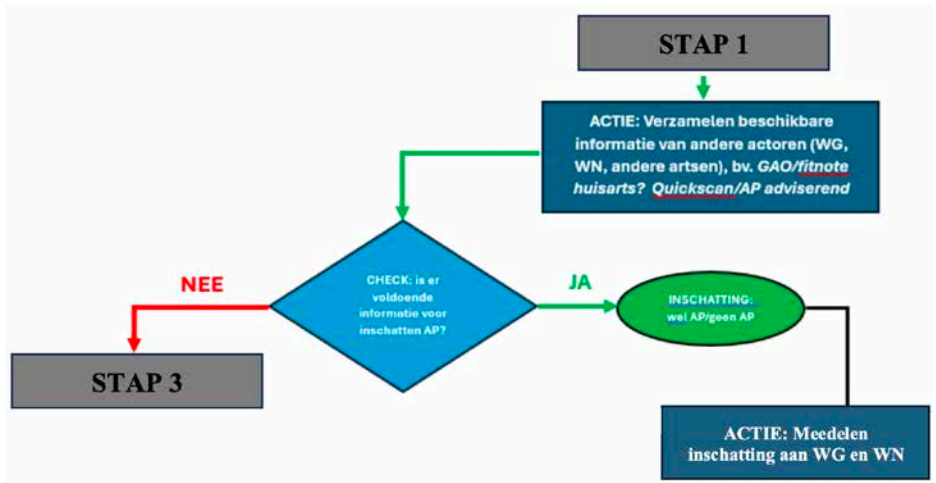 STAP 1
ACTIE: Verzamelen beschikbare
informatie van andere actoren (WG,
WN, andere artsen), bv. GAO/fitnote
huisarts? Quickscan/AP adviserend
CHECK: is er
voldoende
informatie voor
inschatten AP?
NEE
JA
INSCHATTING:
wel AP/geen AP
STAP 3
ACTIE: Meedelen
inschatting aan WG en WN